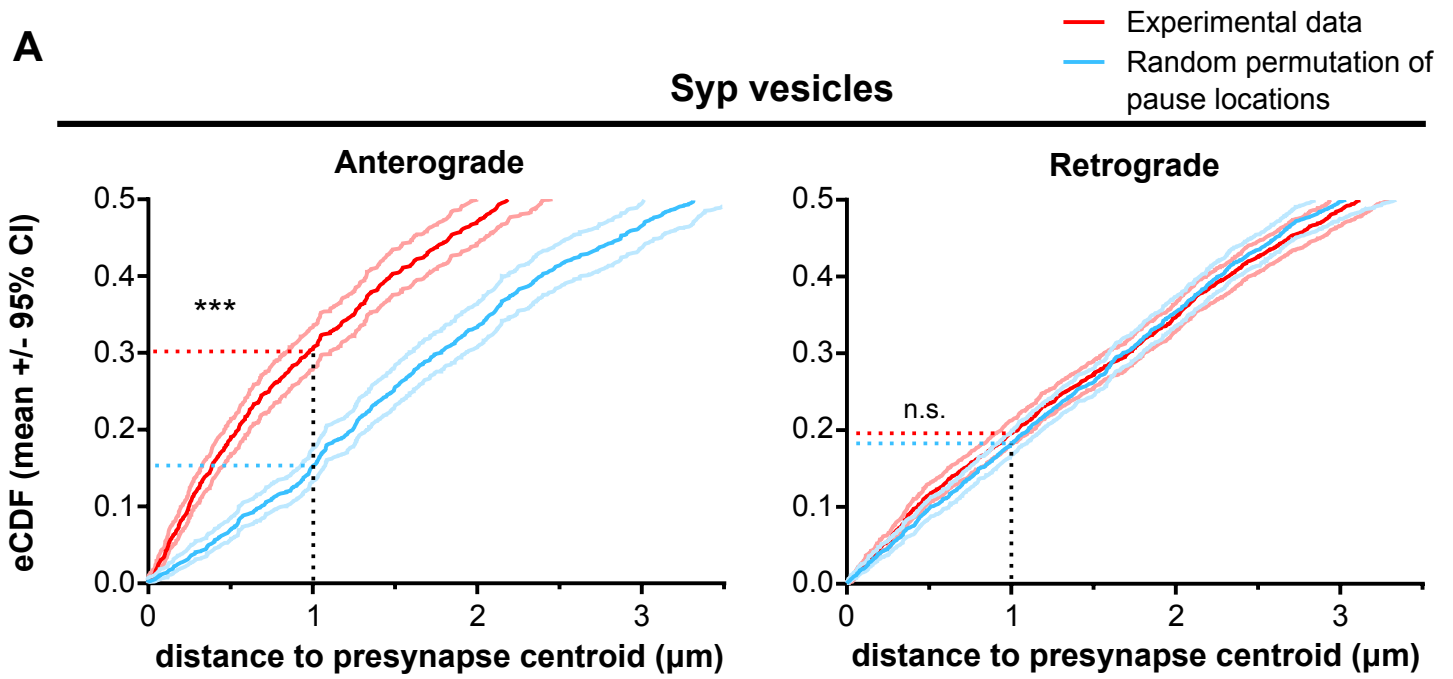 A
Experimental data
Random permutation of
pause locations
Syp vesicles
Anterograde
Retrograde
eCDF (mean +/- 95% CI)
0.5
0.4
0.3
0.2
0.1
0.0
***
0
1
2
3
distance to presynapse centroid (µm)
0.5
0.4
0.3
0.2
0.1
0.0
n.s.
0
1
2
3
distance to presynapse centroid (µm)